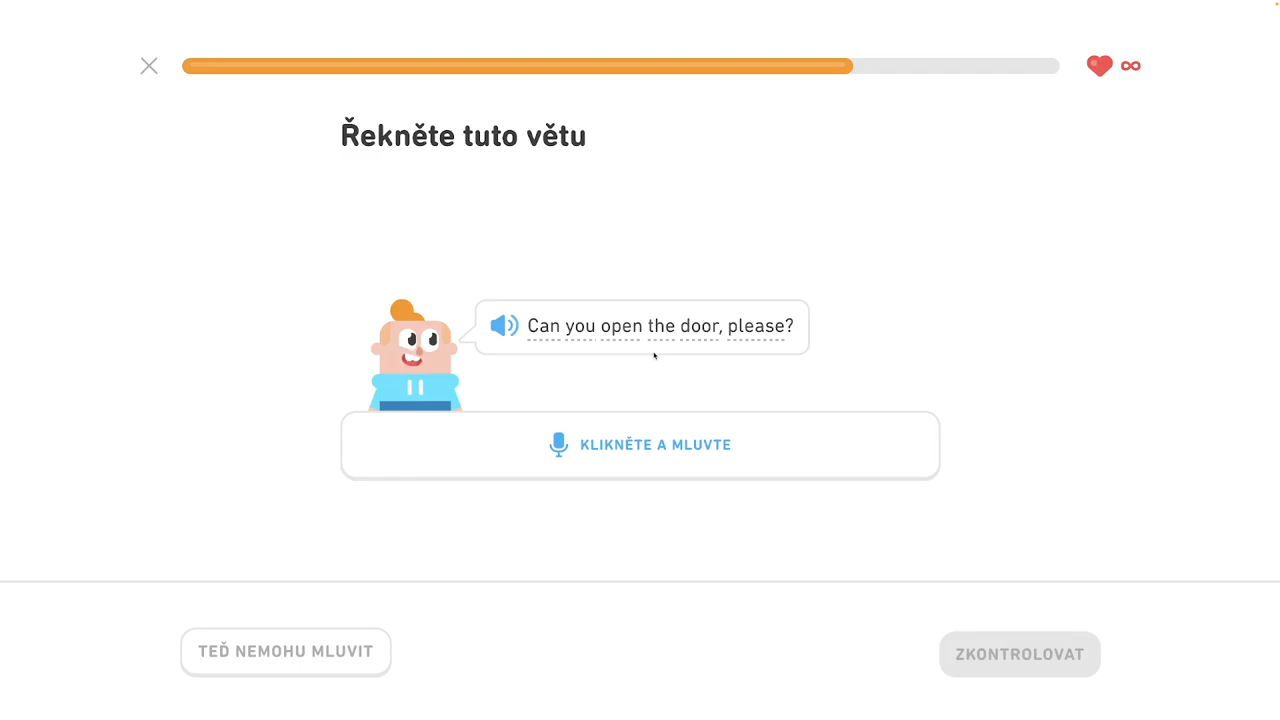 Řekněte tuto větu
Can you open the door, please?
KLIKNĚTE A MLUVTE
TEĎ NEMOHU MLUVIT
ZKONTROLOVAT